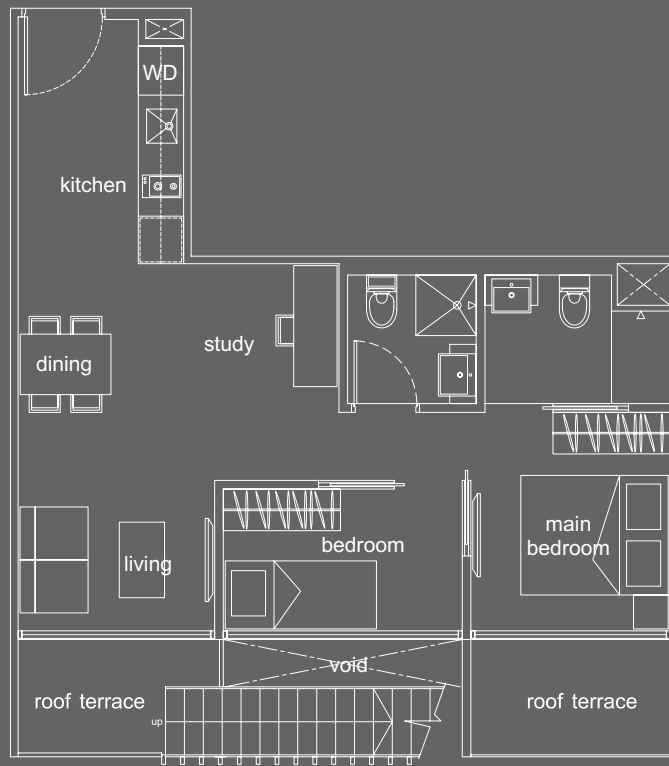 WD
kitchen
study
dining
main
bedroom
bedroom
living
void
roof terrace
roof terrace
up